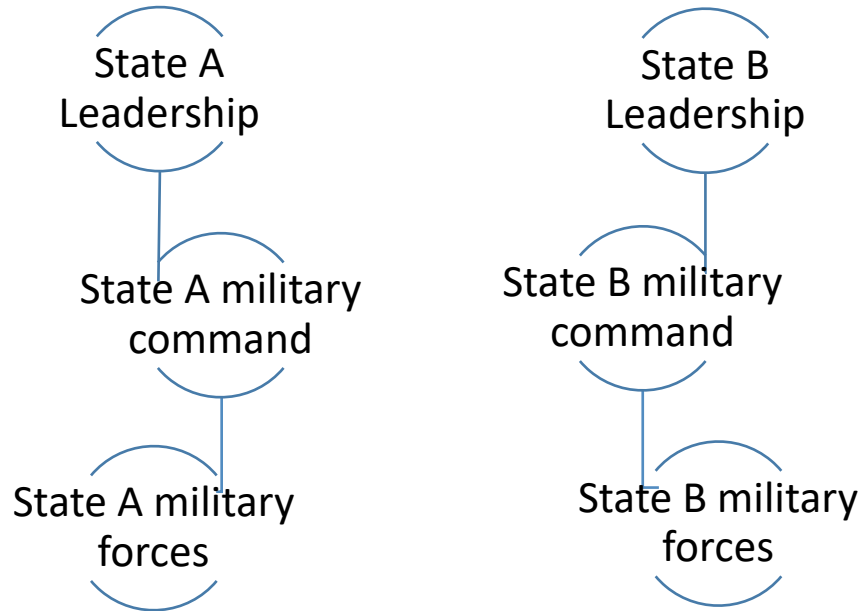 State A
Leadership
State B
Leadership
State A military
command
State B military
command
State A military
forces
State B military
forces